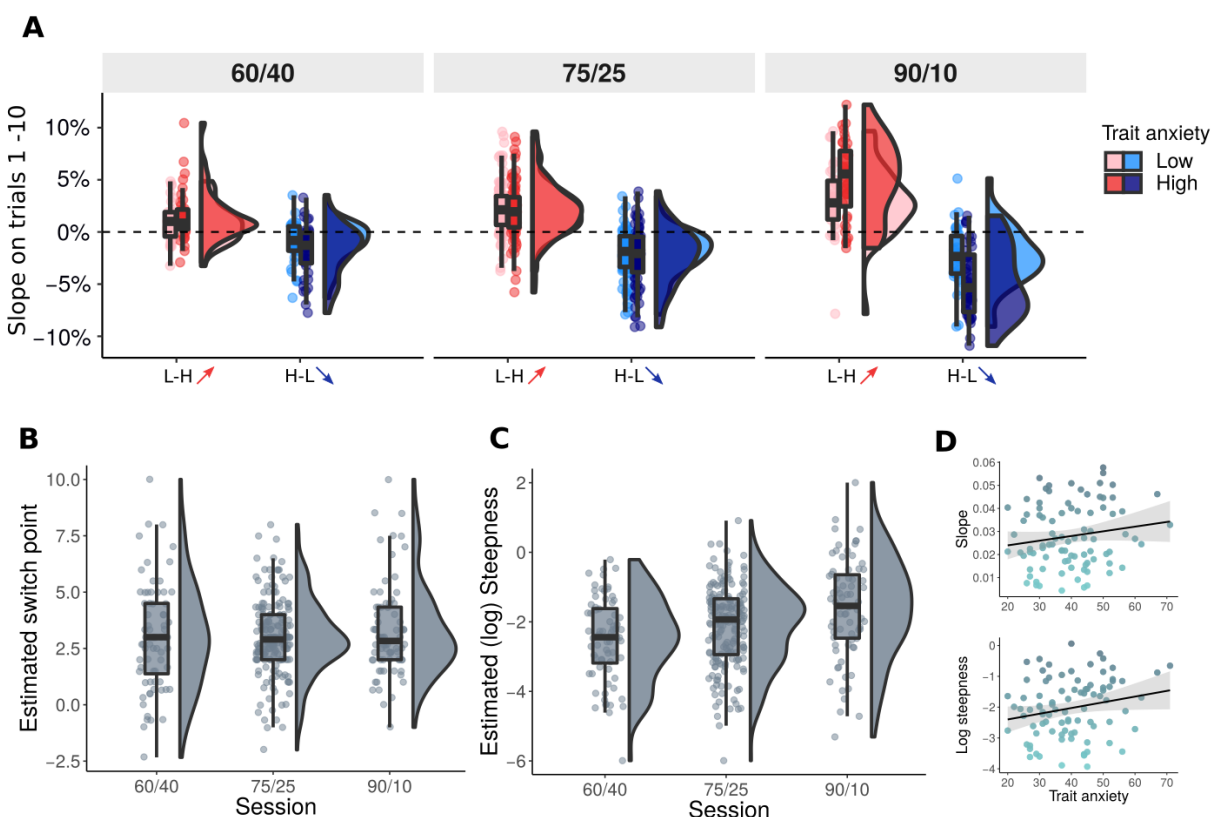 A
60/40 75/25 90/10
Slope on trials 1 -10
10%
5%
0%
−5%
−10%
L-H H-L L-H H-L L-H H-L
Trait anxiety
Low
High
B
Estimated switch point
10.0
7.5
5.0
2.5
0.0
−2.5
60/40 75/25 90/10
Session
C
Estimated (log) Steepness
2
0
−2
−4
−6
60/40 75/25 90/10
Session
D
Slope
0.06
0.05
0.04
0.03
0.02
0.01
20 30 40 50 60 70
Log steepness
0
−1
−2
−3
−4
20 30 40 50 60 70
Trait anxiety